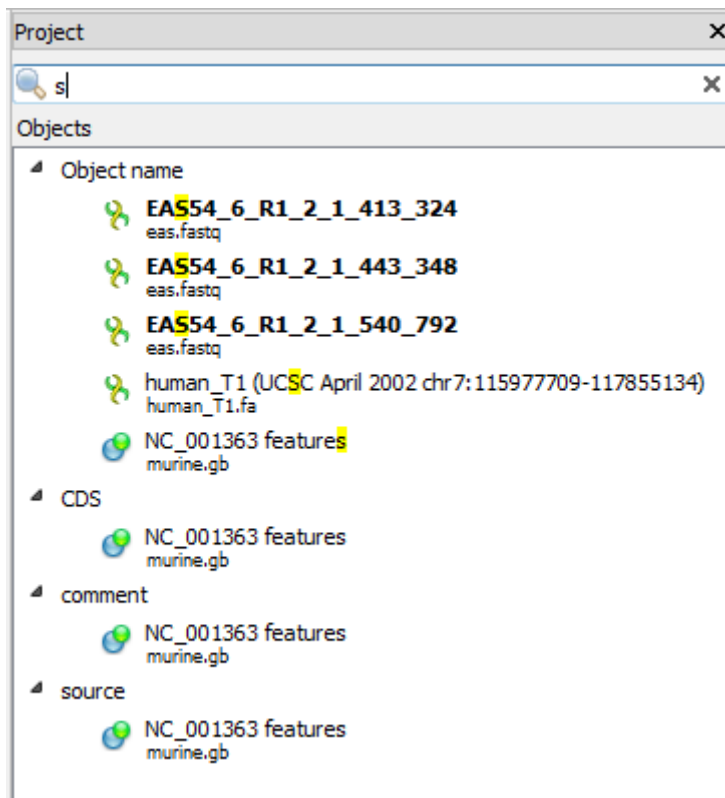 Project
s
Objects
Object name
EAS54_6_R1_2_1_413_324
eas.fastq
EAS54_6_R1_2_1_443_348
eas.fastq
EAS54_6_R1_2_1_540_792
eas.fastq
human_T1 (UCSC April 2002 chr7:115977709-117855134)
human_T1.fa
NC_001363 features
murine.gb
CDS
NC_001363 features
murine.gb
comment
NC_001363 features
murine.gb
source
NC_001363 features
murine.gb